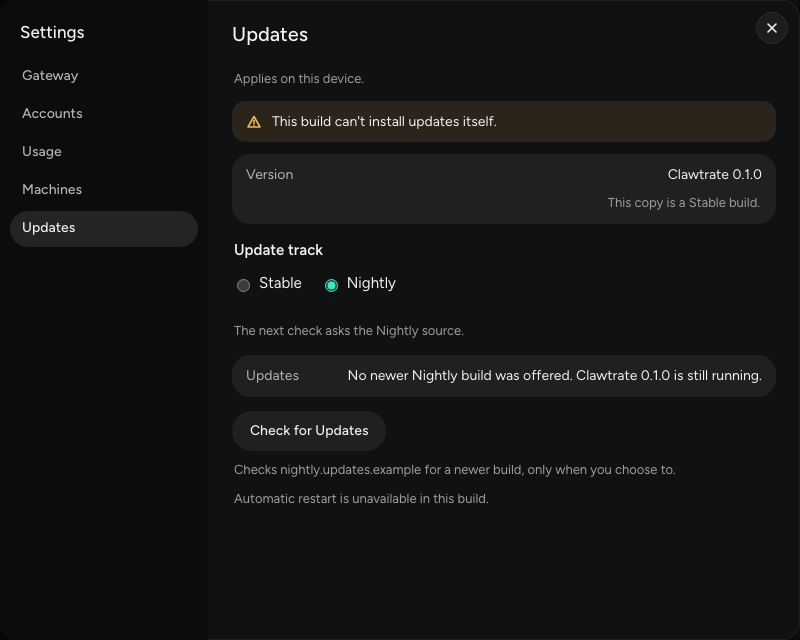 Settings
Gateway
Accounts
Usage
Machines
Updates
Updates
Applies on this device.
This build can't install updates itself.
Version
Clawtrate 0.1.0
This copy is a Stable build.
Update track
Stable
Nightly
The next check asks the Nightly source.
Updates
No newer Nightly build was offered. Clawtrate 0.1.0 is still running.
Check for Updates
Checks nightly.updates.example for a newer build, only when you choose to.
Automatic restart is unavailable in this build.